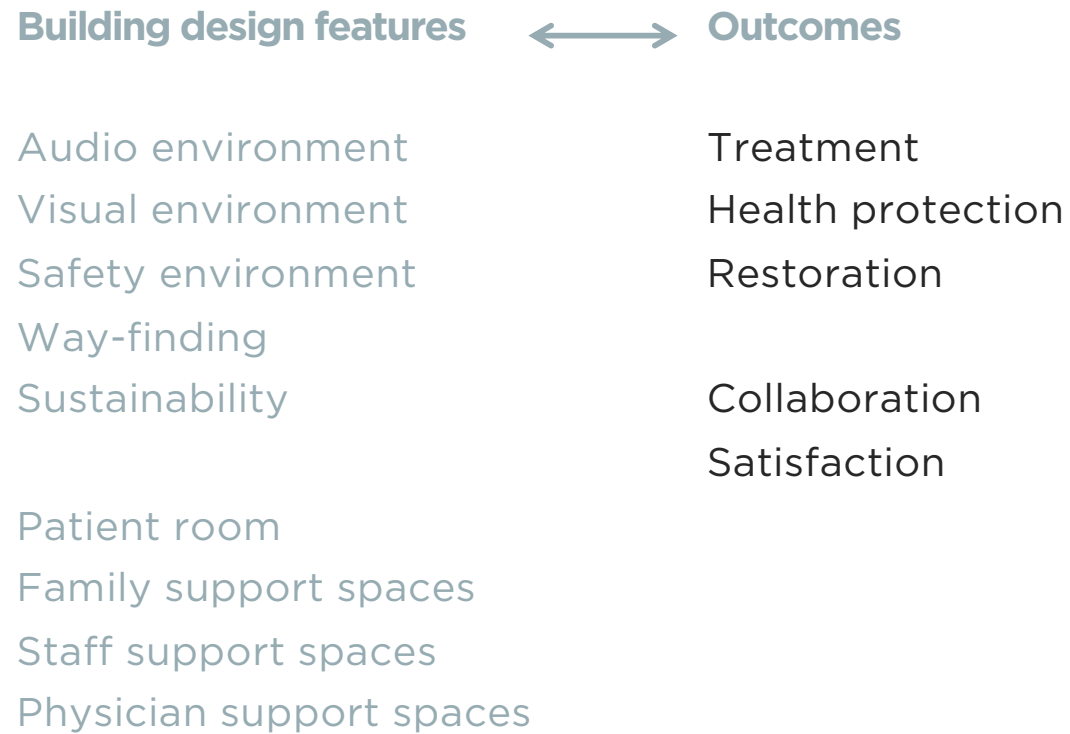 Building design features
Outcomes
Audio environment
Visual environment
Safety environment
Way-finding
Sustainability
Patient room
Family support spaces
Staff support spaces
Physician support spaces
Treatment
Health protection
Restoration
Collaboration
Satisfaction